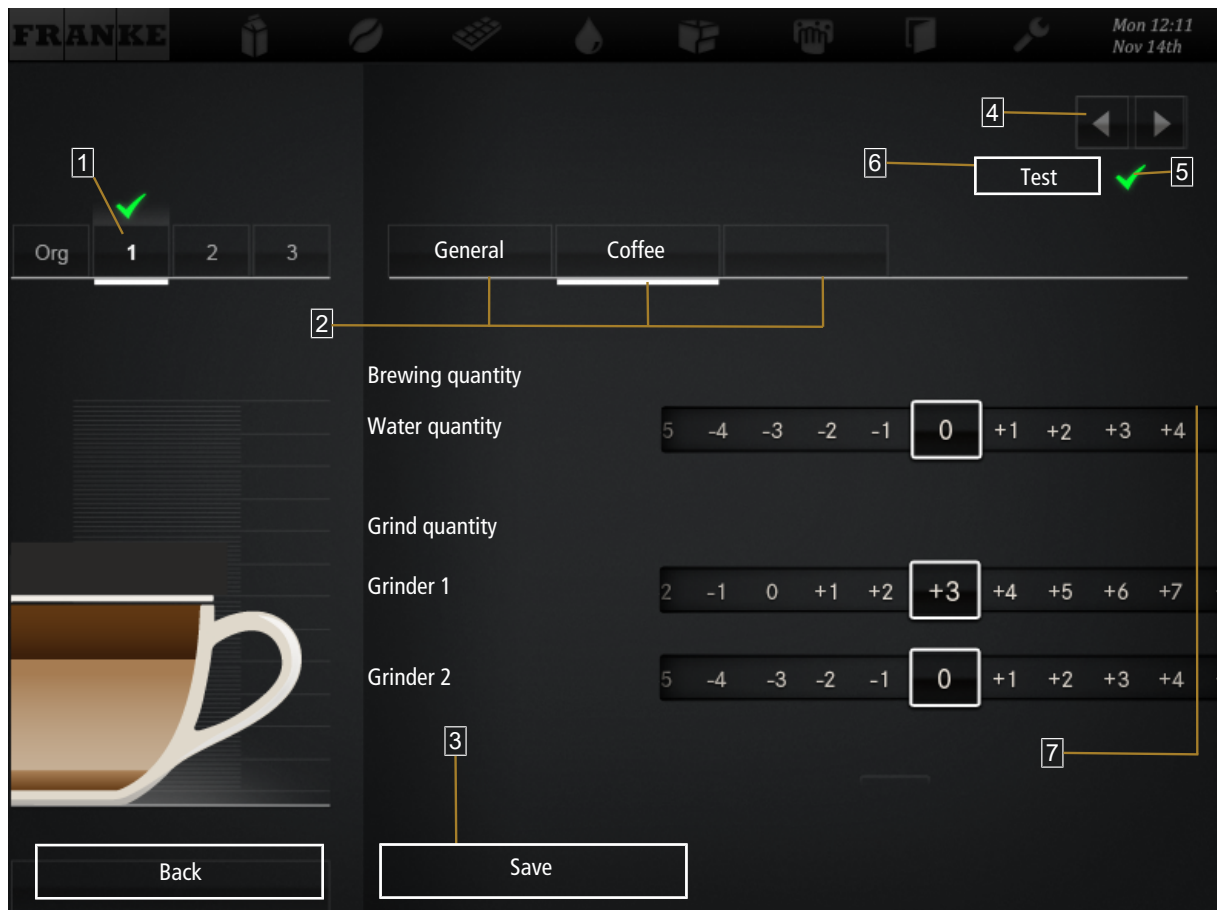 FRANKE
Mon 12:11
Nov 14th
4
1
6
Test
5
Org 1 2 3
General Coffee
2
Brewing quantity
Water quantity
5 -4 -3 -2 -1 0 +1 +2 +3 +4
Grind quantity
Grinder 1
2 -1 0 +1 +2 +3 +4 +5 +6 +7
Grinder 2
5 -4 -3 -2 -1 0 +1 +2 +3 +4
3
7
Back
Save